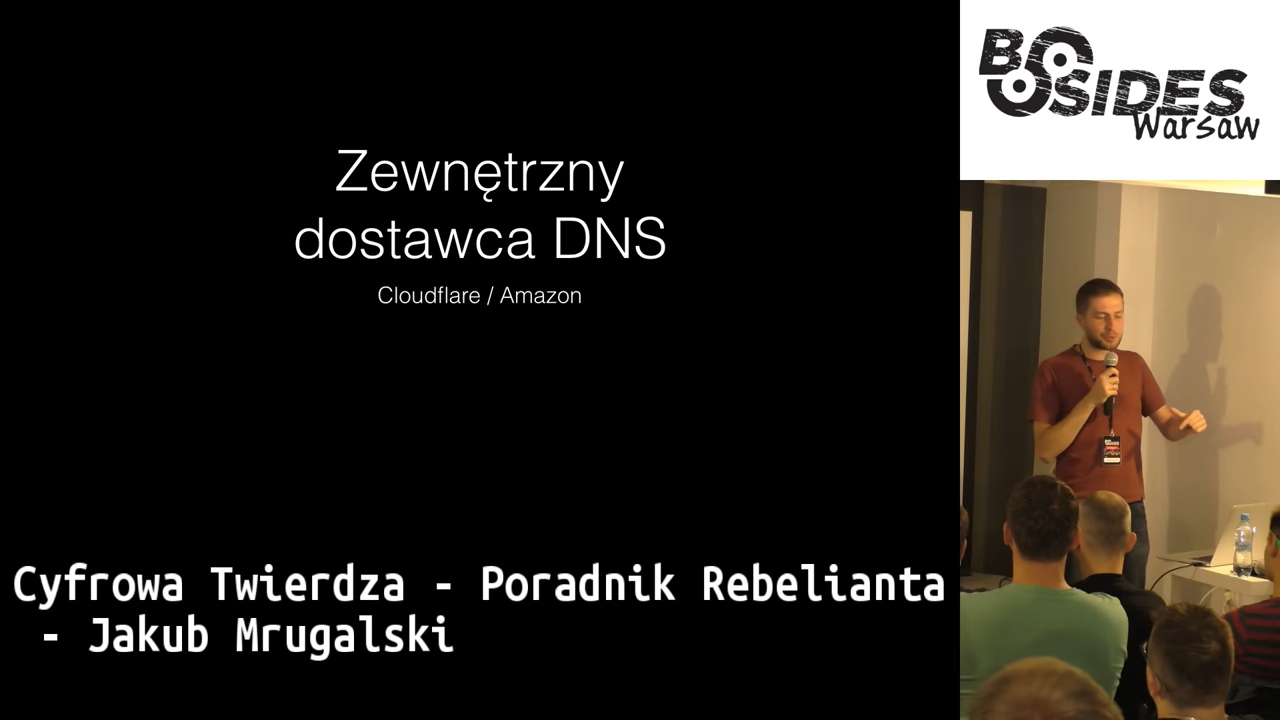 Zewnętrzny
dostawca DNS
Cloudflare / Amazon
Cyfrowa Twierdza - Poradnik Rebelianta
- Jakub Mrugalski
BSIDES
Warsaw